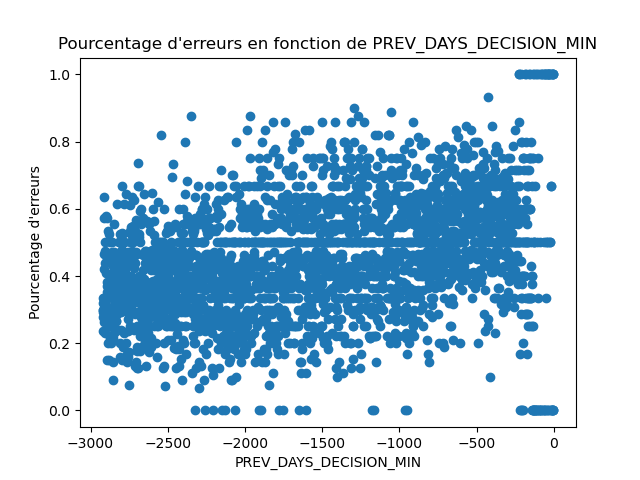 Pourcentage d'erreurs en fonction de PREV_DAYS_DECISION_MIN
1.0
0.8
0.6
0.4
0.2
0.0
Pourcentage d'erreurs
−3000 −2500 −2000 −1500 −1000 −500 0
PREV_DAYS_DECISION_MIN